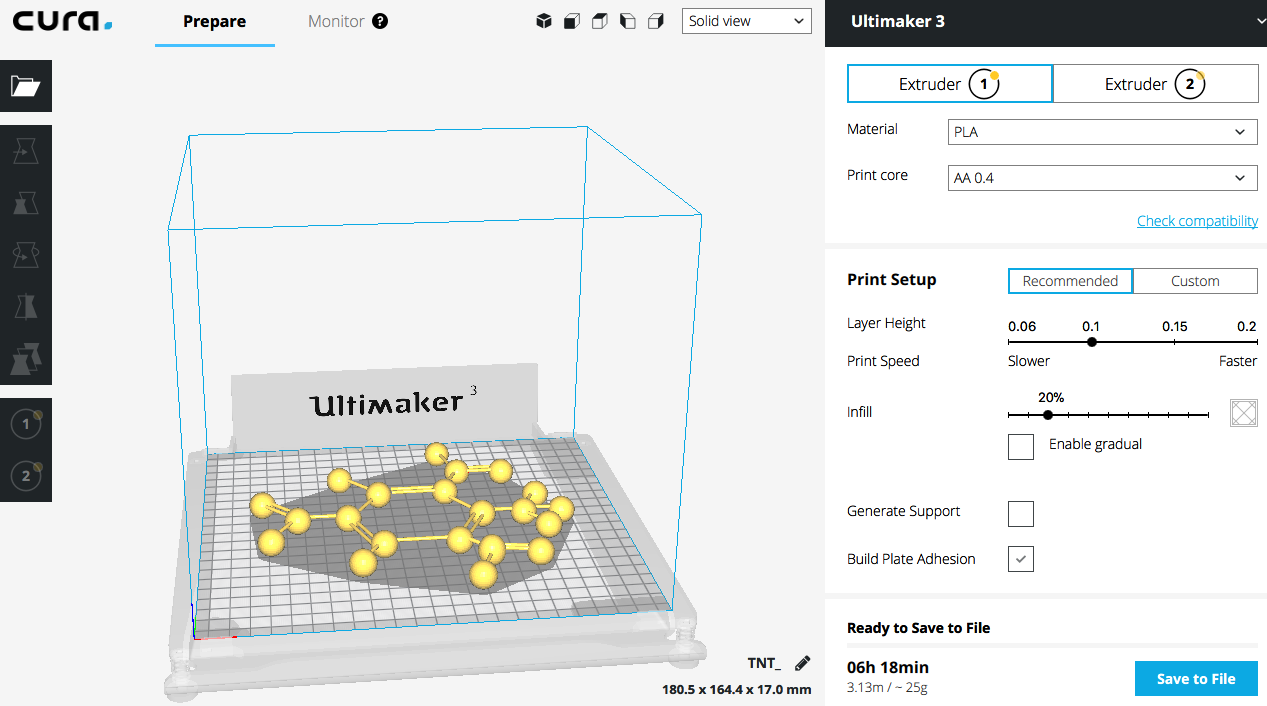 cura.
Prepare
Monitor ?
Solid view
Ultimaker 3
Extruder 1
Extruder 2
Material
PLA
Print core
AA 0.4
Check compatibility
Print Setup
Recommended
Custom
Layer Height
0.06 0.1 0.15 0.2
Print Speed
Slower
Faster
20%
Infill
Enable gradual
Generate Support
Build Plate Adhesion
Ready to Save to File
06h 18min
3.13m / ~ 25g
Save to File
1
2
Ultimaker 3
TNT_
180.5 x 164.4 x 17.0 mm